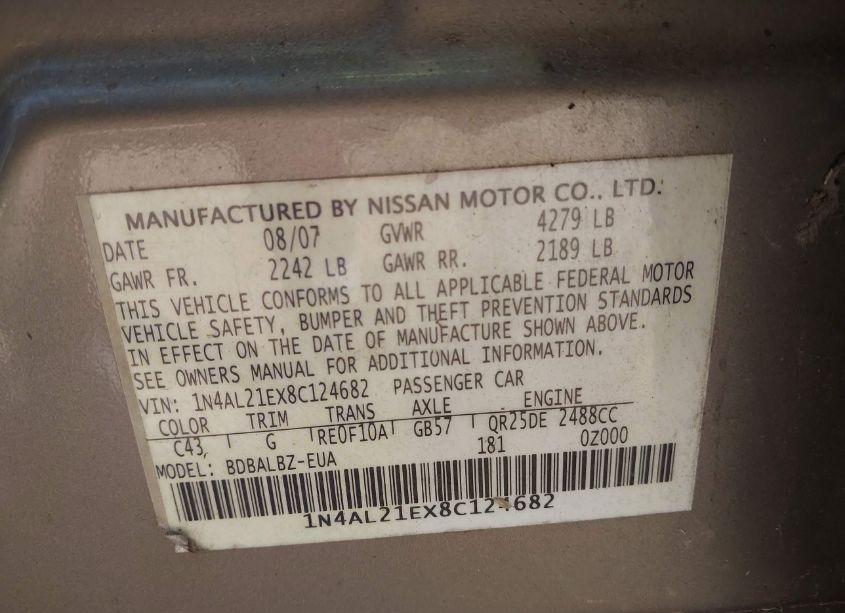 MANUFACTURED BY NISSAN MOTOR CO., LTD.
DATE 08/07 GVWR 4279 LB
GAWR FR. 2242 LB GAWR RR. 2189 LB
THIS VEHICLE CONFORMS TO ALL APPLICABLE FEDERAL MOTOR
VEHICLE SAFETY, BUMPER AND THEFT PREVENTION STANDARDS
IN EFFECT ON THE DATE OF MANUFACTURE SHOWN ABOVE.
SEE OWNERS MANUAL FOR ADDITIONAL INFORMATION.
VIN: 1N4AL21EX8C124682 PASSENGER CAR
COLOR TRIM TRANS AXLE ENGINE
C43 G RE0F10A GB57 QR25DE 2488CC
MODEL: BDBALBZ-EUA 181 0Z000
1N4AL21EX8C124682